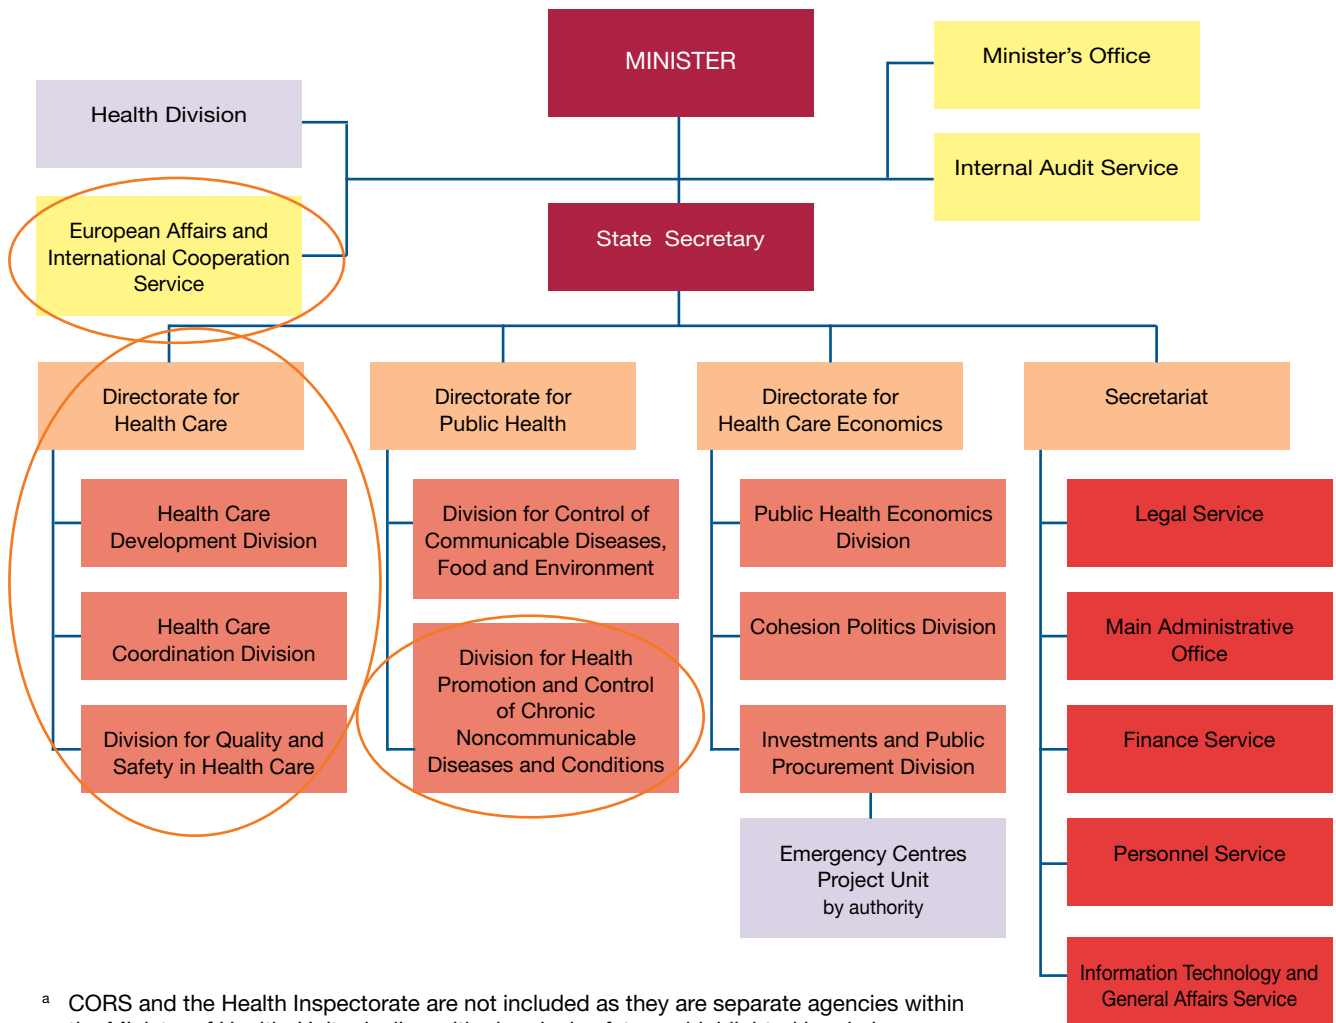 MINISTER
Minister’s Office
Health Division
Internal Audit Service
European Affairs and
International Cooperation
Service
State Secretary
Directorate for
Health Care
Directorate for
Public Health
Directorate for
Health Care Economics
Secretariat
Health Care
Development Division
Health Care
Coordination Division
Division for Quality and
Safety in Health Care
Division for Control of
Communicable Diseases,
Food and Environment
Division for Health
Promotion and Control
of Chronic
Noncommunicable
Diseases and Conditions
Public Health Economics
Division
Cohesion Politics Division
Investments and Public
Procurement Division
Emergency Centres
Project Unit
by authority
Legal Service
Main Administrative
Office
Finance Service
Personnel Service
Information Technology and
General Affairs Service
a CORS and the Health Inspectorate are not included as they are separate agencies within